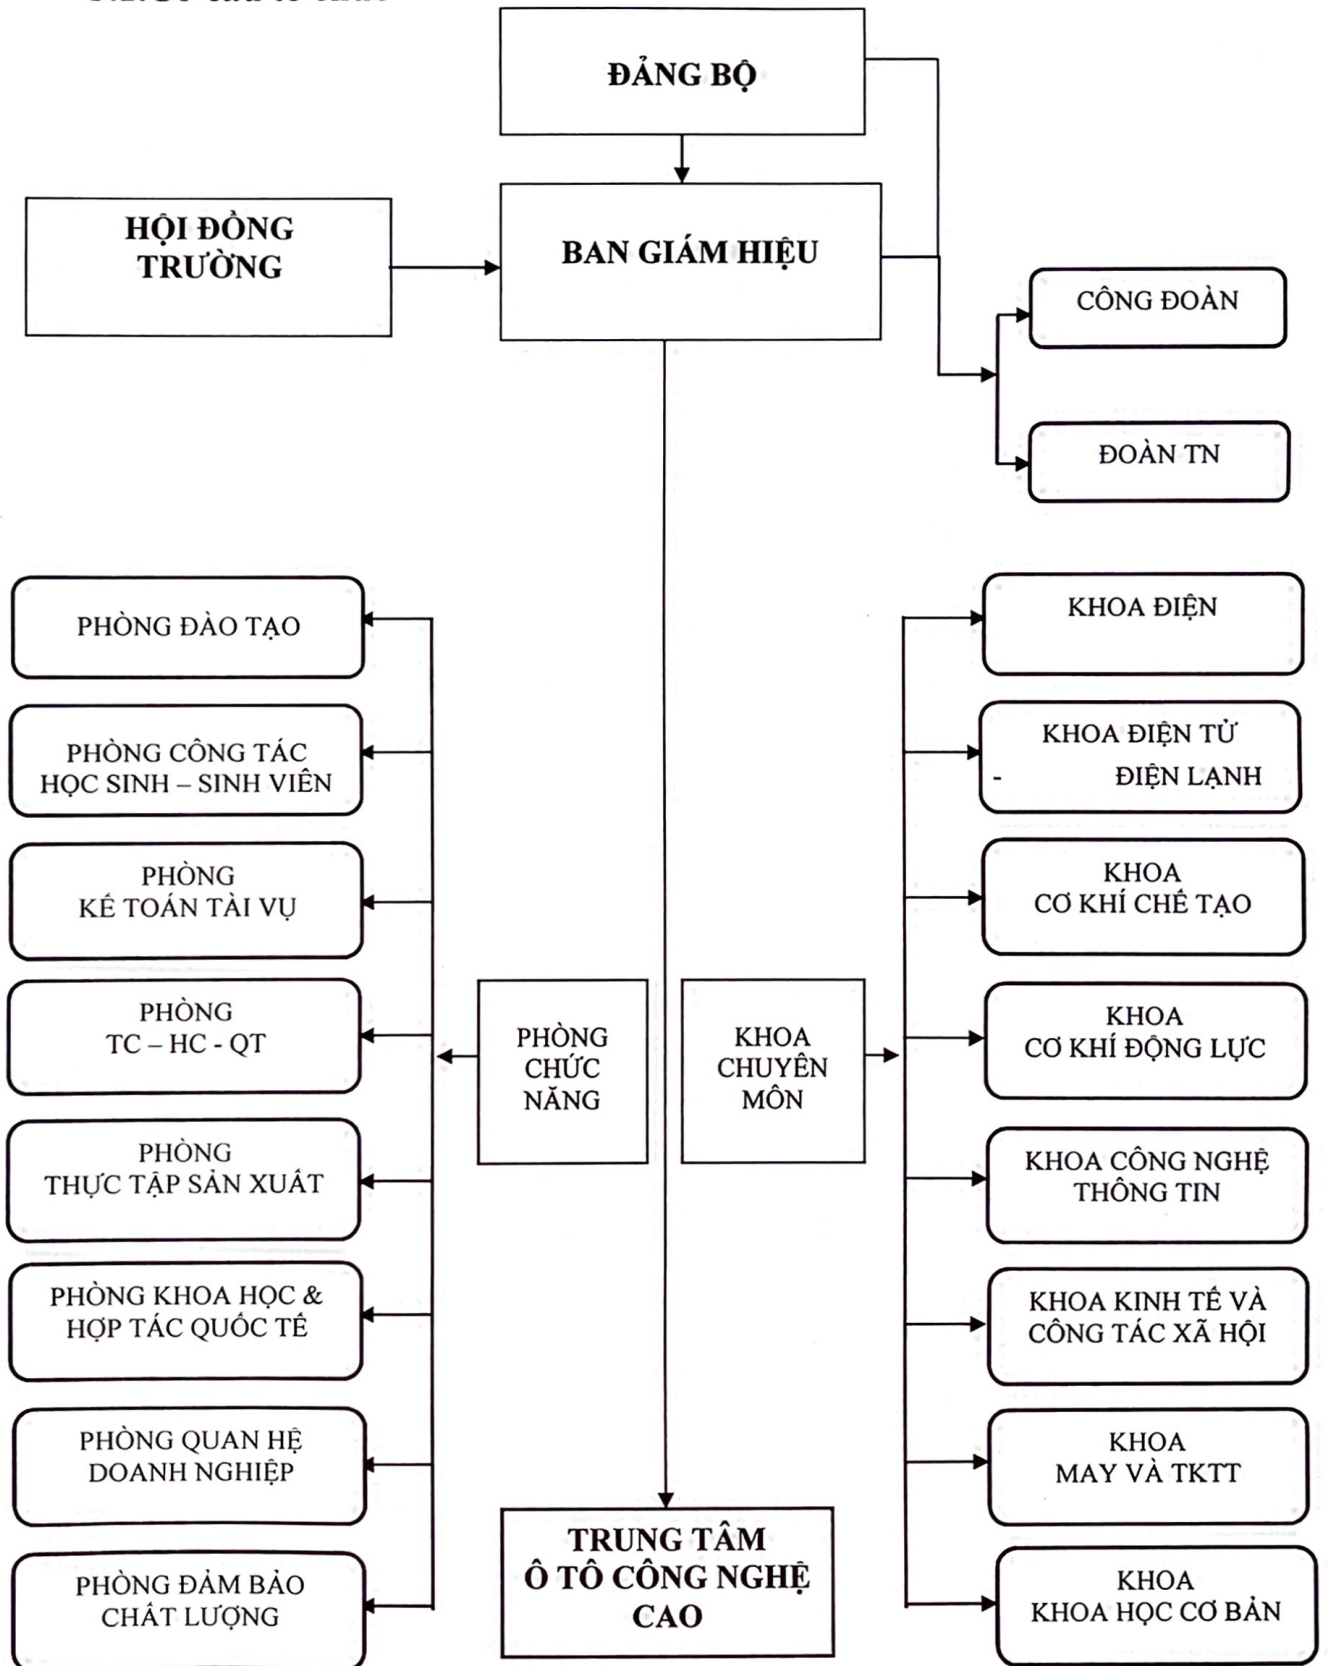 ĐẢNG BỘ
HỘI ĐỒNG
TRƯỜNG
BAN GIÁM HIỆU
CÔNG ĐOÀN
ĐOÀN TN
PHÒNG ĐÀO TẠO
PHÒNG CÔNG TÁC
HỌC SINH – SINH VIÊN
PHÒNG
KẾ TOÁN TÀI VỤ
PHÒNG
TC – HC - QT
PHÒNG
THỰC TẬP SẢN XUẤT
PHÒNG KHOA HỌC &
HỢP TÁC QUỐC TẾ
PHÒNG QUAN HỆ
DOANH NGHIỆP
PHÒNG ĐẢM BẢO
CHẤT LƯỢNG
PHÒNG
CHỨC
NĂNG
KHOA
CHUYÊN
MÔN
KHOA ĐIỆN
KHOA ĐIỆN TỬ
- ĐIỆN LẠNH
KHOA
CƠ KHÍ CHẾ TẠO
KHOA
CƠ KHÍ ĐỘNG LỰC
KHOA CÔNG NGHỆ
THÔNG TIN
KHOA KINH TẾ VÀ
CÔNG TÁC XÃ HỘI
KHOA
MAY VÀ TKTT
KHOA
KHOA HỌC CƠ BẢN
TRUNG TÂM
Ô TÔ CÔNG NGHỆ
CAO